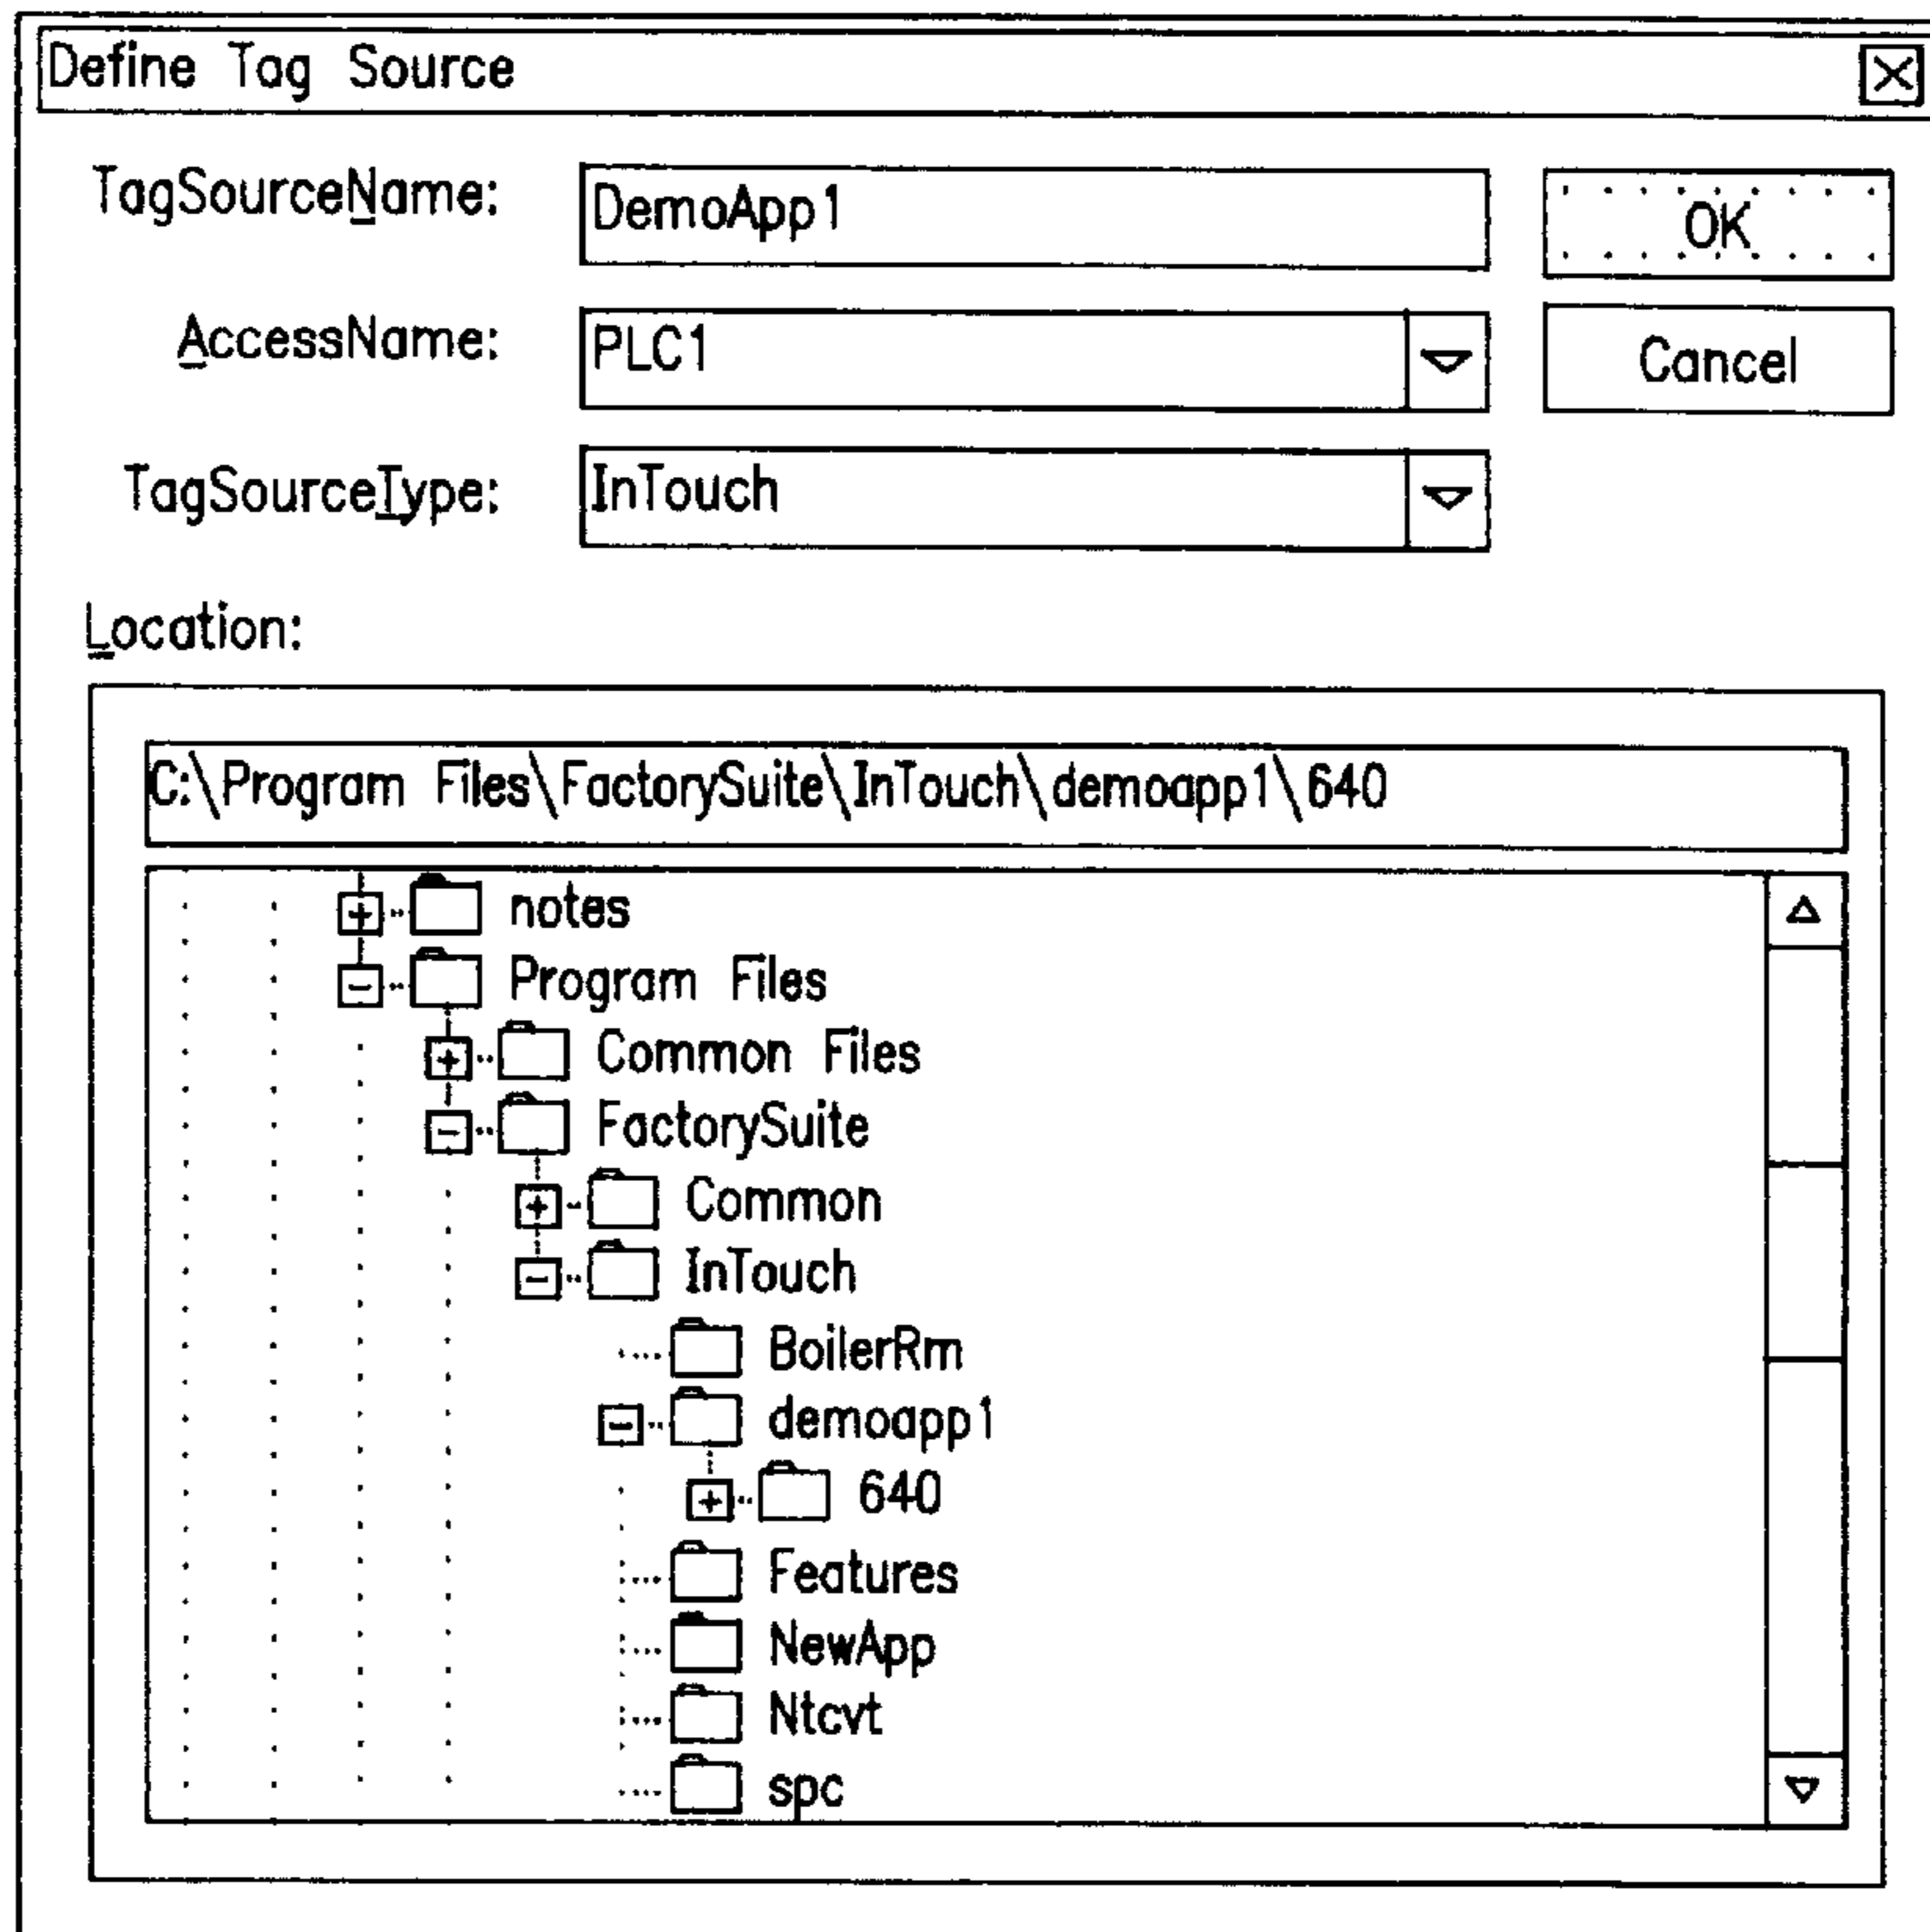 Define Tag Source
TagSourceName: DemoApp1 OK
AccessName: PLC1 Cancel
TagSourceType: InTouch
Location:
C:\Program Files\FactorySuite\InTouch\demoapp1\640
notes
Program Files
Common Files
FactorySuite
Common
InTouch
BoilerRm
demoapp1
640
Features
NewApp
Ntcvt
spc